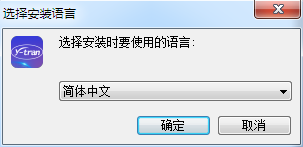 选择安装语言
Y-tran
选择安装时要使用的语言:
简体中文
确定
取消